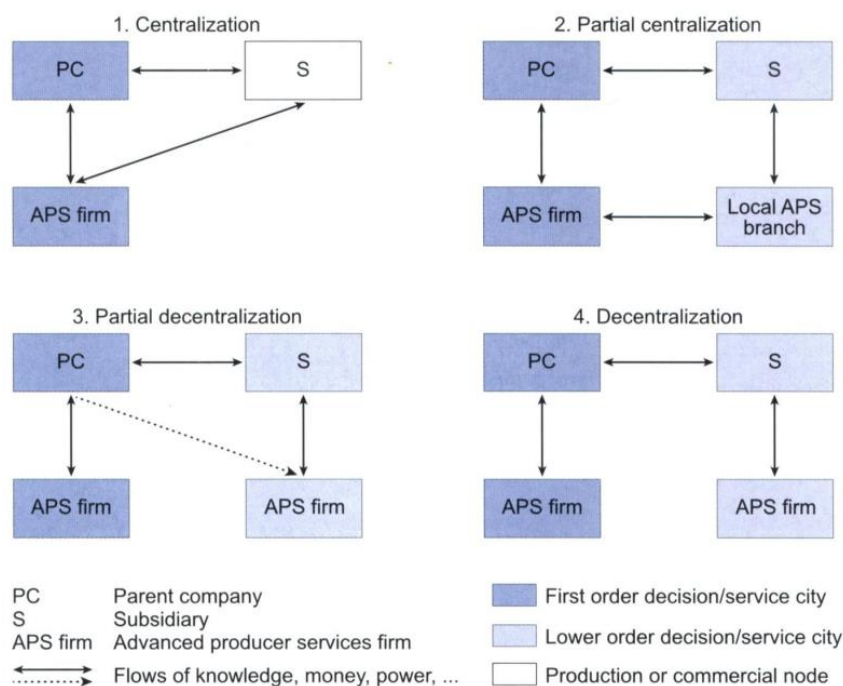 1. Centralization
PC
S
APS firm
2. Partial centralization
PC
S
APS firm
Local APS
branch
3. Partial decentralization
PC
S
APS firm
APS firm
4. Decentralization
PC
S
APS firm
APS firm
PC Parent company
S Subsidiary
APS firm Advanced producer services firm
Flows of knowledge, money, power, ...
First order decision/service city
Lower order decision/service city
Production or commercial node